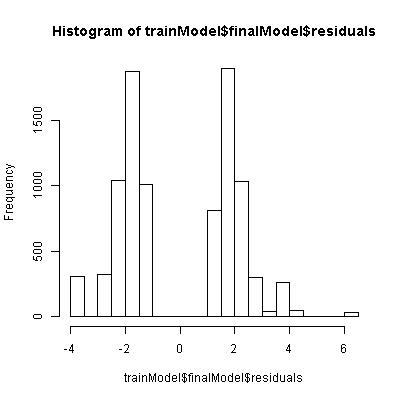 Histogram of trainModel$finalModel$residuals
Frequency
1500
1000
500
0
-4 -2 0 2 4 6
trainModel$finalModel$residuals